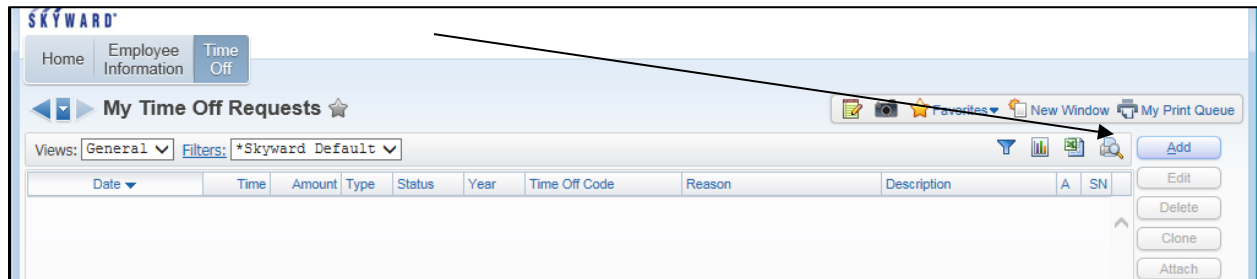 SKYWARD®
Home Employee Information Time Off
My Time Off Requests
Favorites New Window My Print Queue
Views: General Filters: *Skyward Default
Add
Date Time Amount Type Status Year Time Off Code Reason Description A SN
Edit
Delete
Clone
Attach